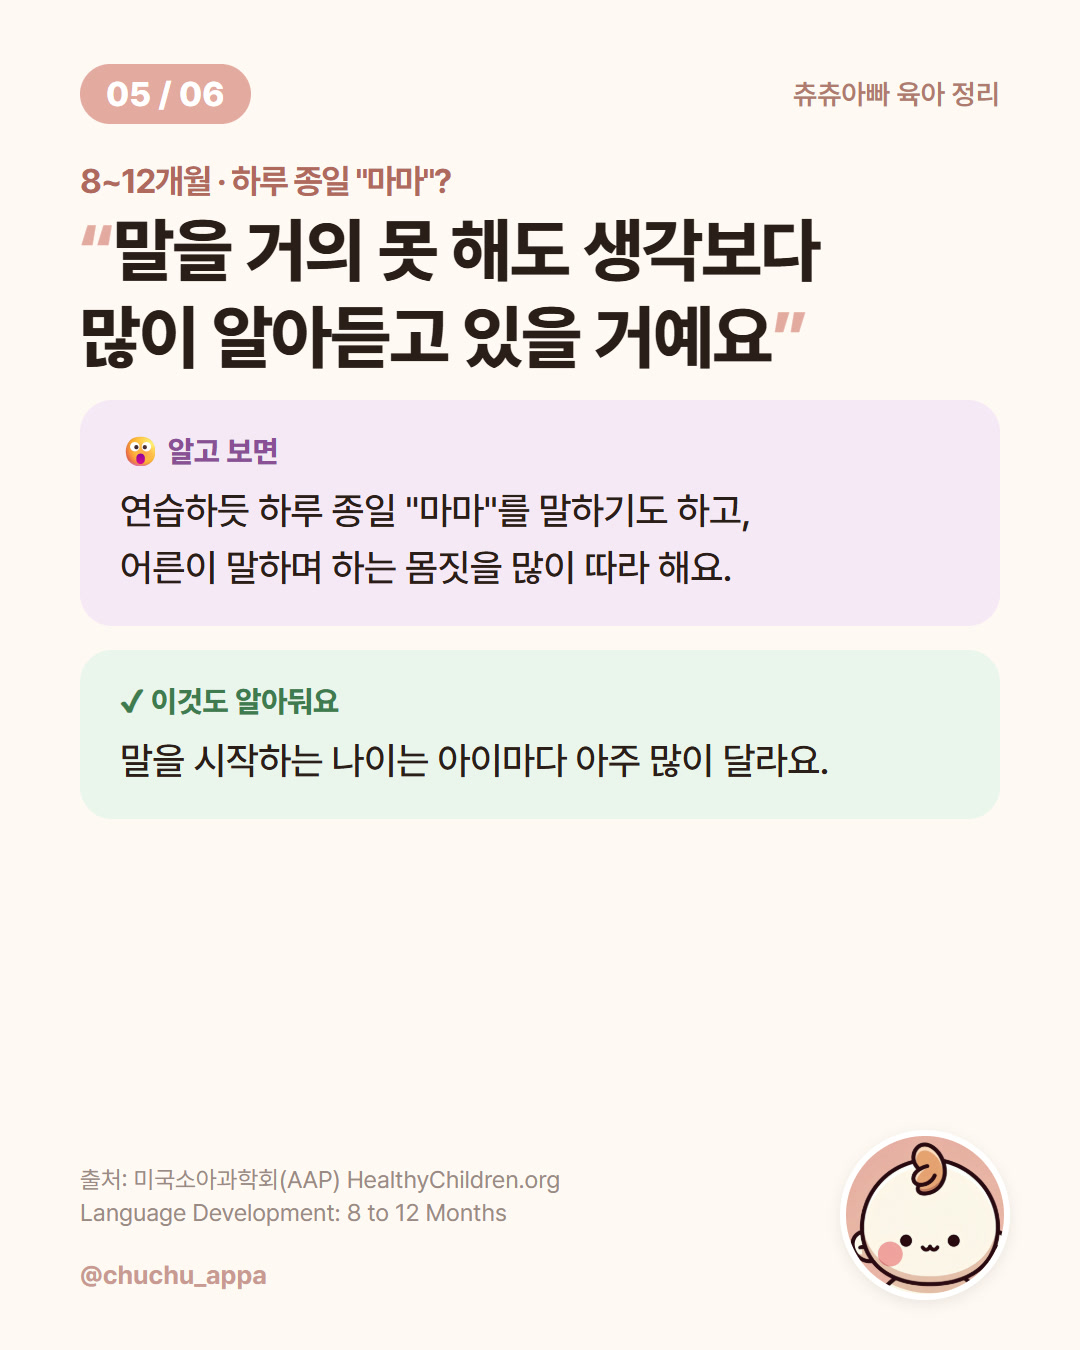 05 / 06
츄츄아빠 육아 정리
8~12개월 · 하루 종일 "마마"?
“말을 거의 못 해도 생각보다
많이 알아듣고 있을 거예요”
😲 알고 보면
연습하듯 하루 종일 "마마"를 말하기도 하고,
어른이 말하며 하는 몸짓을 많이 따라 해요.
✔ 이것도 알아둬요
말을 시작하는 나이는 아이마다 아주 많이 달라요.
출처: 미국소아과학회(AAP) HealthyChildren.org
Language Development: 8 to 12 Months
@chuchu_appa